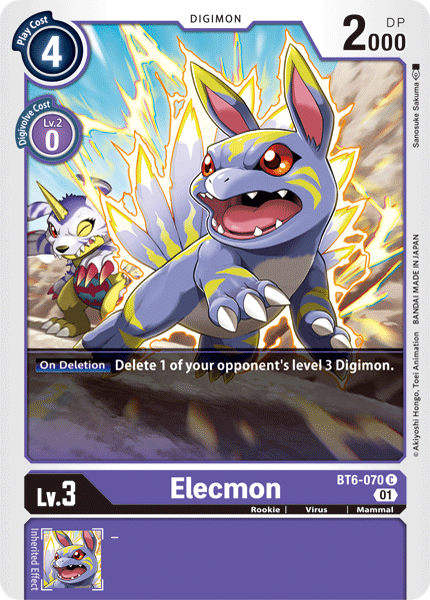 DIGIMON
Play Cost
4
DP
2000
Digivolve Cost
Lv.2
0
Sanosuke Sakuma
©Akiyoshi Hongo, Toei Animation BANDAI MADE IN JAPAN
On Deletion Delete 1 of your opponent's level 3 Digimon.
Lv.3
Elecmon
BT6-070 C
01
Rookie | Virus | Mammal
Inherited Effect
–